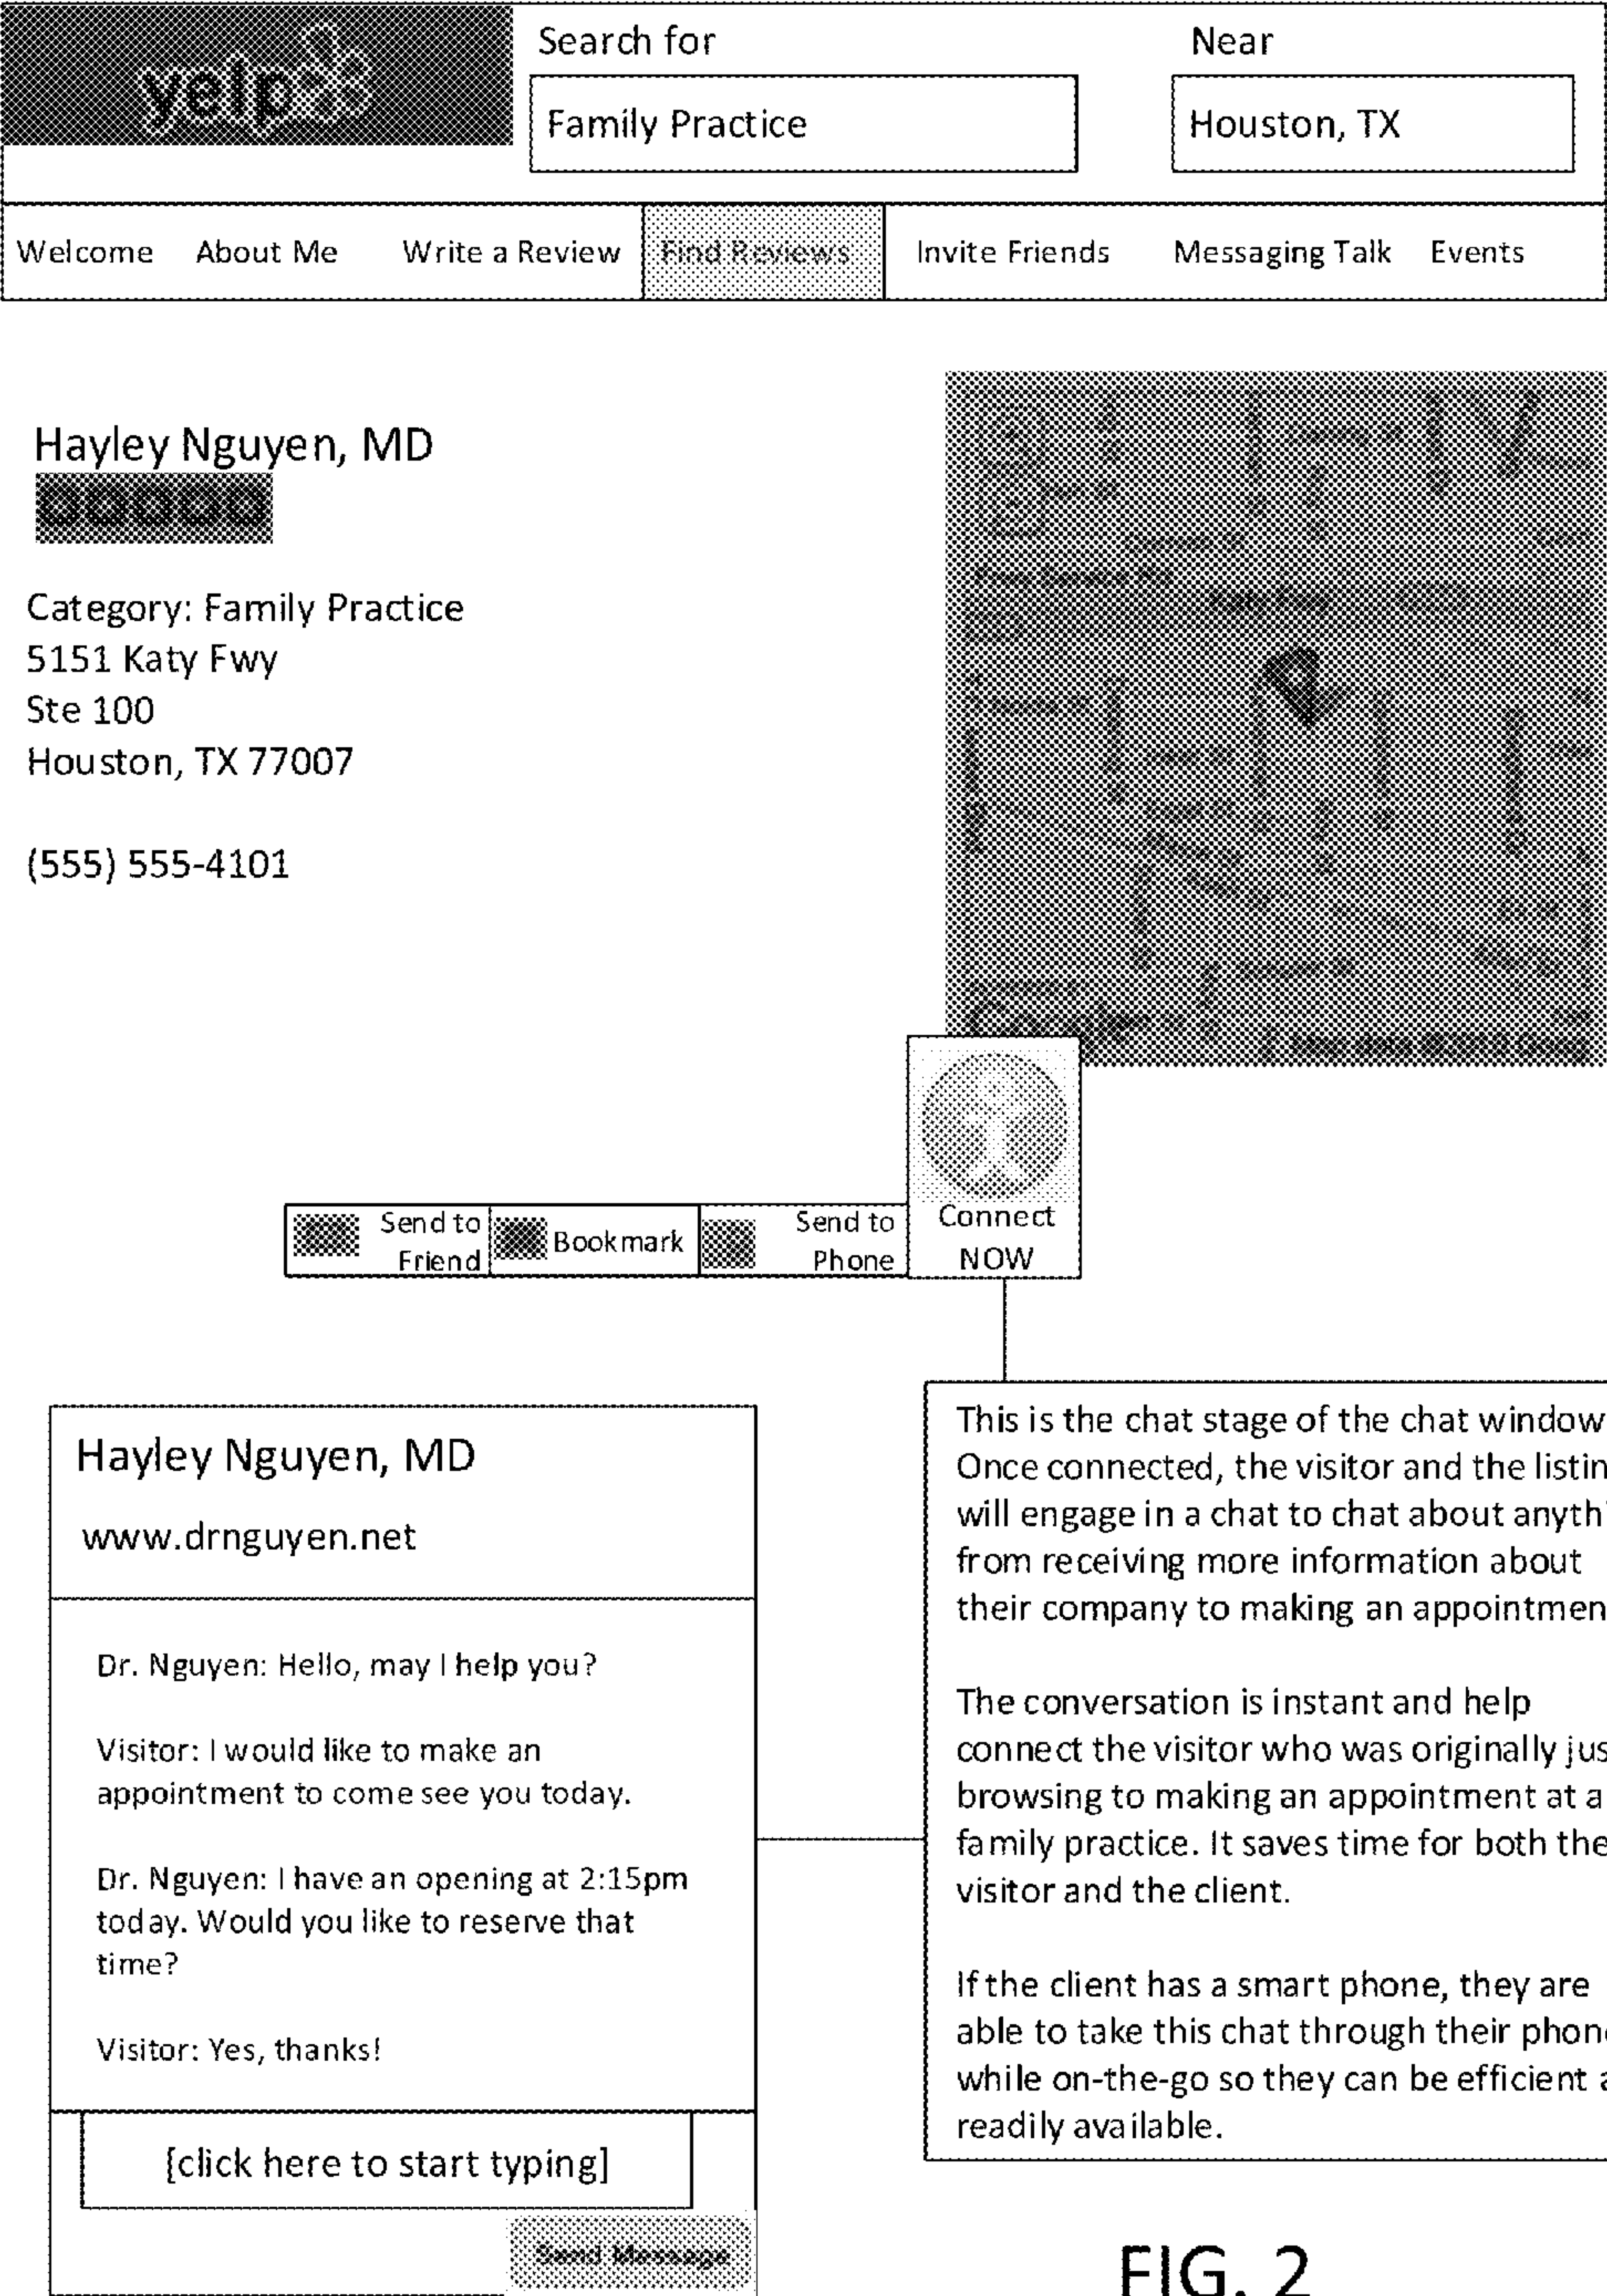 yelp
Search for
Near
Family Practice
Houston, TX
Welcome About Me Write a Review Find Reviews Invite Friends Messaging Talk Events
Hayley Nguyen, MD
Category: Family Practice
5151 Katy Fwy
Ste 100
Houston, TX 77007
(555) 555-4101
Send to
Friend
Bookmark
Send to
Phone
Connect
NOW
Hayley Nguyen, MD
www.drnguyen.net
Dr. Nguyen: Hello, may I help you?
Visitor: I would like to make an
appointment to come see you today.
Dr. Nguyen: I have an opening at 2:15pm
today. Would you like to reserve that
time?
Visitor: Yes, thanks!
[click here to start typing]
Send Message
This is the chat stage of the chat window
Once connected, the visitor and the listin
will engage in a chat to chat about anyth
from receiving more information about
their company to making an appointmen
The conversation is instant and help
connect the visitor who was originally jus
browsing to making an appointment at a
family practice. It saves time for both the
visitor and the client.
If the client has a smart phone, they are
able to take this chat through their phon
while on-the-go so they can be efficient a
readily available.
FIG. 2